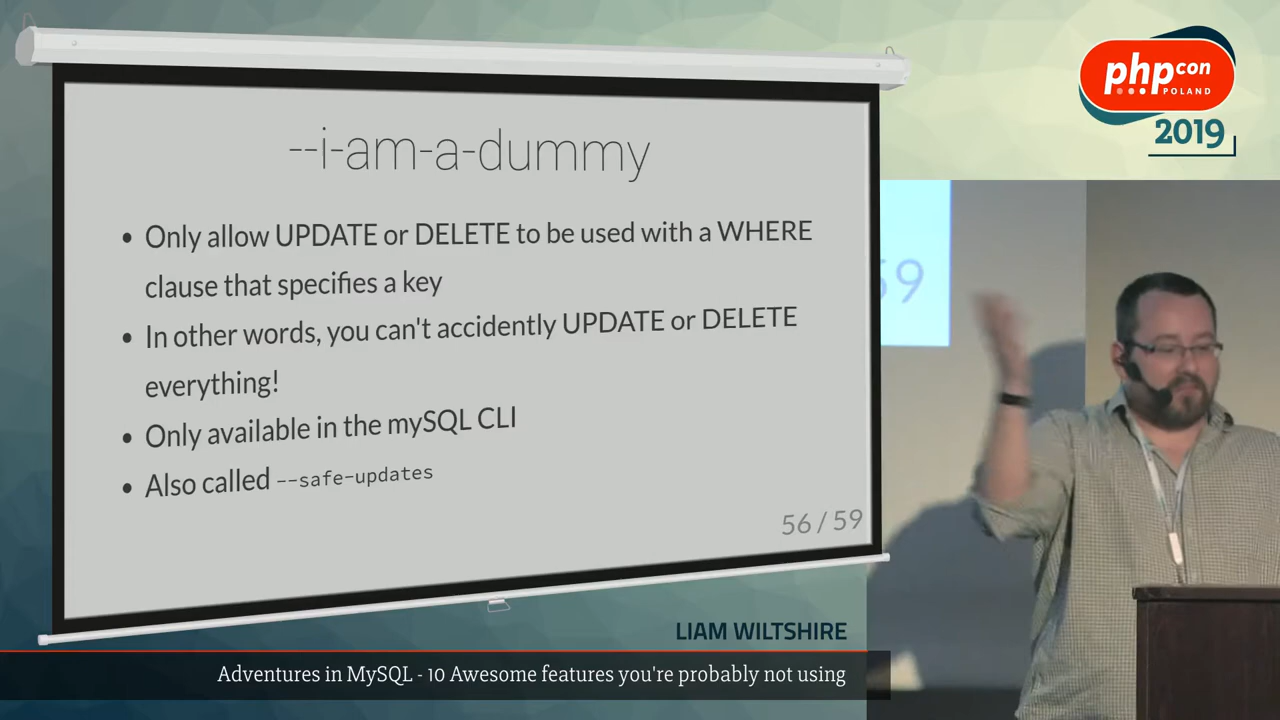 --i-am-a-dummy
• Only allow UPDATE or DELETE to be used with a WHERE
clause that specifies a key
• In other words, you can't accidently UPDATE or DELETE
everything!
• Only available in the mySQL CLI
• Also called --safe-updates
56 / 59
phpcon
POLAND
2019
59
LIAM WILTSHIRE
Adventures in MySQL - 10 Awesome features you're probably not using